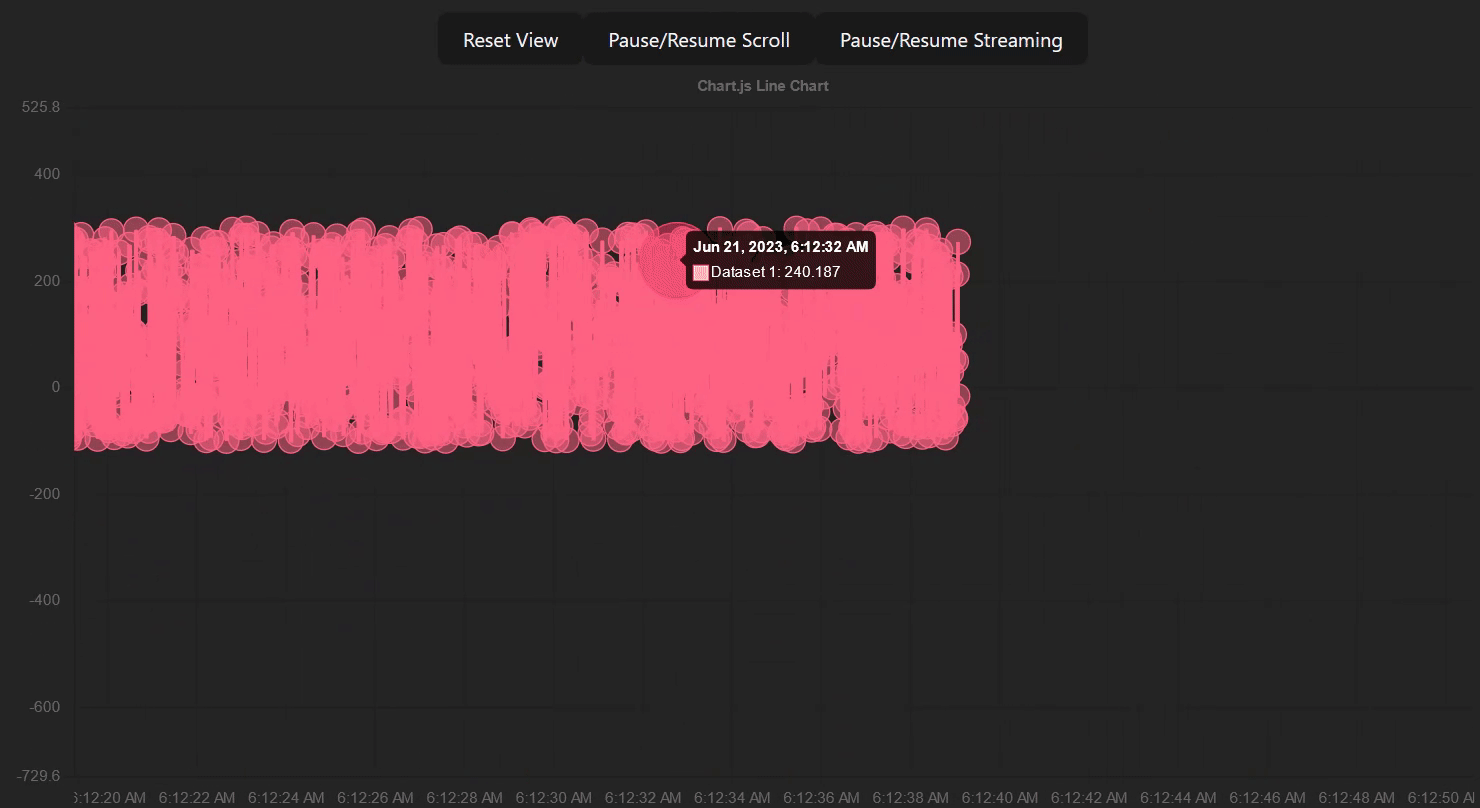 Reset View Pause/Resume Scroll Pause/Resume Streaming
Chart.js Line Chart
525.8
400
200
0
-200
-400
-600
-729.6
Jun 21, 2023, 6:12:32 AM
Dataset 1: 240.187
6:12:20 AM 6:12:22 AM 6:12:24 AM 6:12:26 AM 6:12:28 AM 6:12:30 AM 6:12:32 AM 6:12:34 AM 6:12:36 AM 6:12:38 AM 6:12:40 AM 6:12:42 AM 6:12:44 AM 6:12:46 AM 6:12:48 AM 6:12:50 A